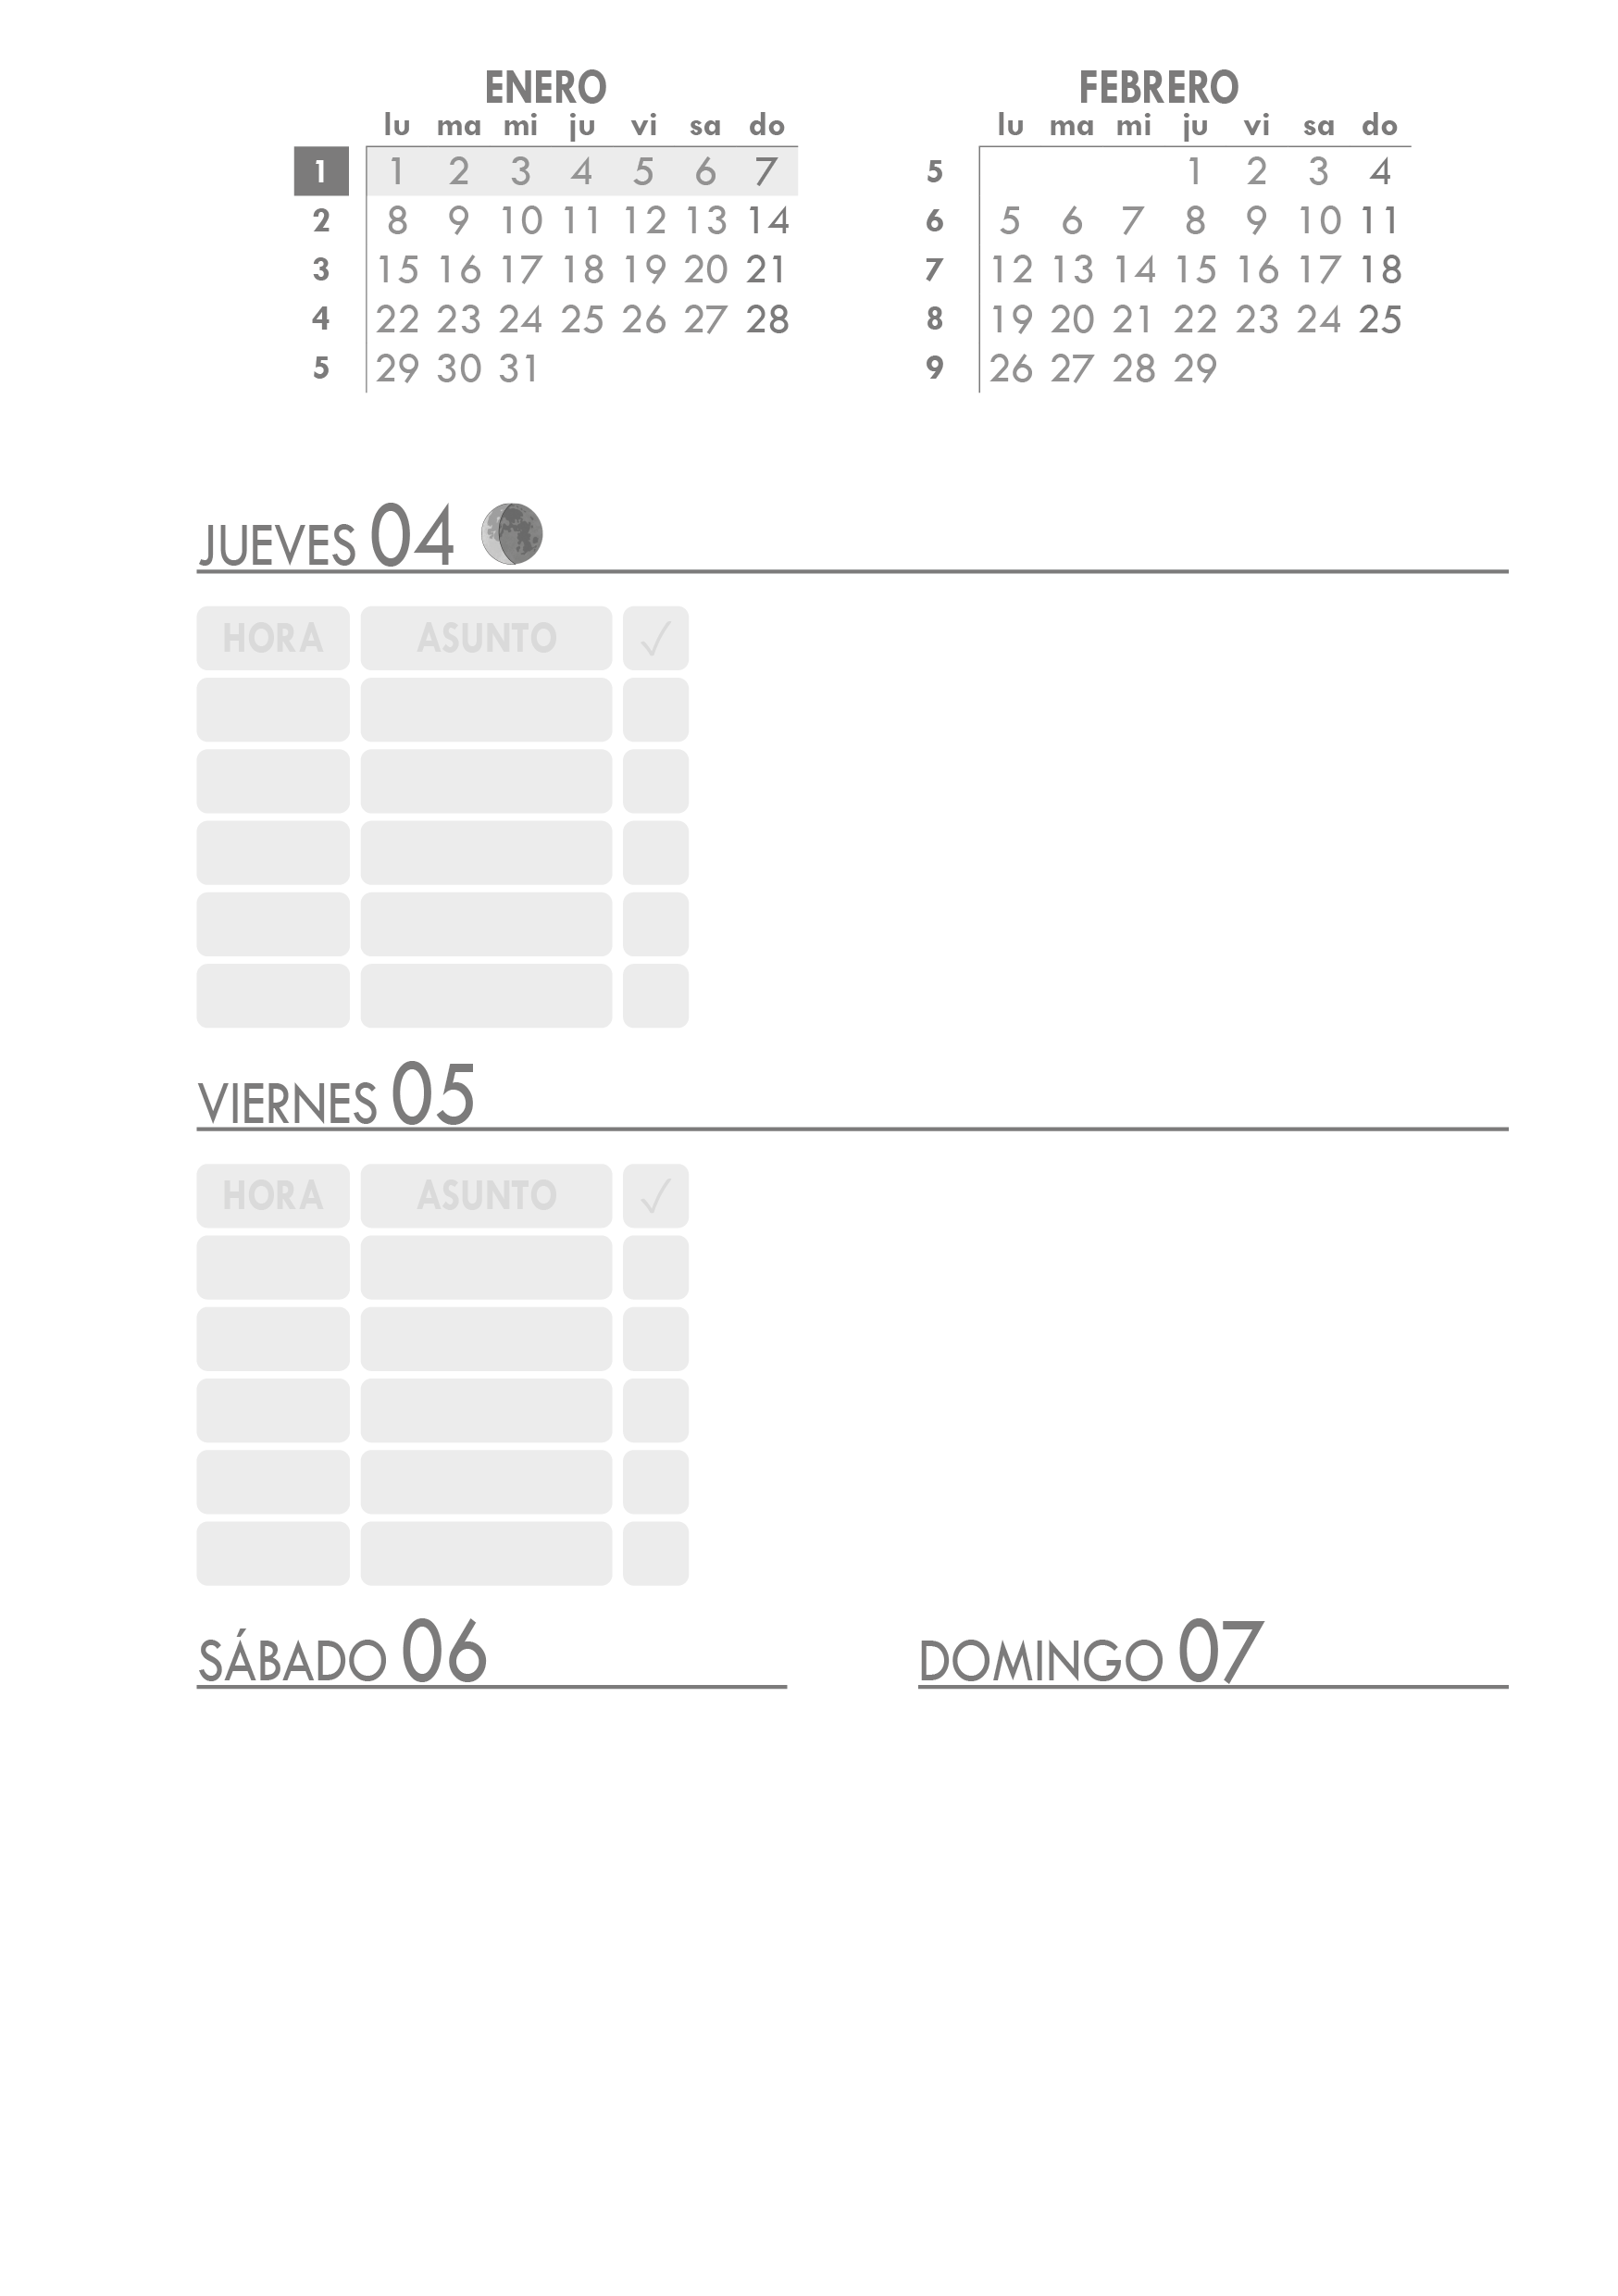 ENERO
lu ma mi ju vi sa do
1 1 2 3 4 5 6 7
2 8 9 10 11 12 13 14
3 15 16 17 18 19 20 21
4 22 23 24 25 26 27 28
5 29 30 31
FEBRERO
lu ma mi ju vi sa do
5 1 2 3 4
6 5 6 7 8 9 10 11
7 12 13 14 15 16 17 18
8 19 20 21 22 23 24 25
9 26 27 28 29
JUEVES 04
HORA ASUNTO ✓
VIERNES 05
HORA ASUNTO ✓
SÁBADO 06
DOMINGO 07